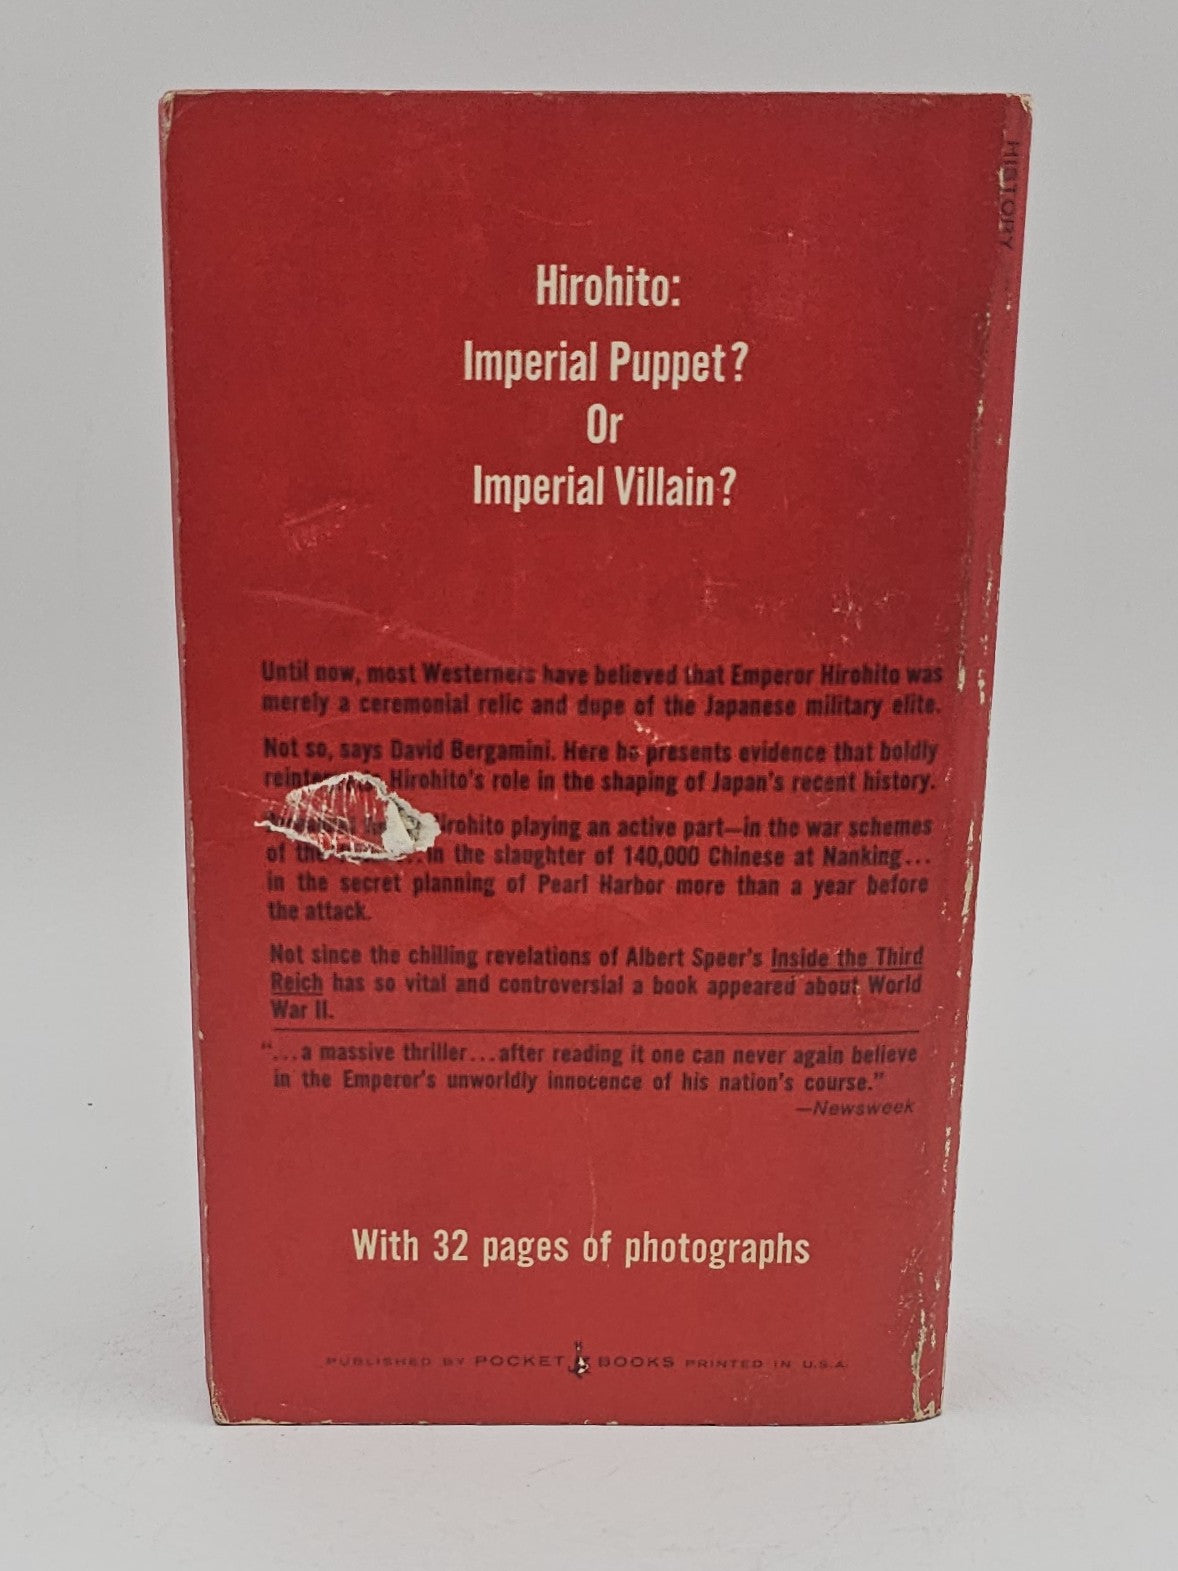 HISTORY
Hirohito:
Imperial Puppet?
Or
Imperial Villain?
Until now, most Westerners have believed that Emperor Hirohito was
merely a ceremonial relic and dupe of the Japanese military elite.
Not so, says David Bergamini. Here he presents evidence that boldly
Hirohito's role in the shaping of Japan's recent history.
Hirohito playing an active part—in the war schemes
of the ... in the slaughter of 140,000 Chinese at Nanking...
in the secret planning of Pearl Harbor more than a year before
the attack.
Not since the chilling revelations of Albert Speer's Inside the Third
Reich has so vital and controversial a book appeared about World
War II.
"...a massive thriller...after reading it one can never again believe
in the Emperor's unworldly innocence of his nation's course."
—Newsweek
With 32 pages of photographs
PUBLISHED BY POCKET BOOKS PRINTED IN U.S.A.